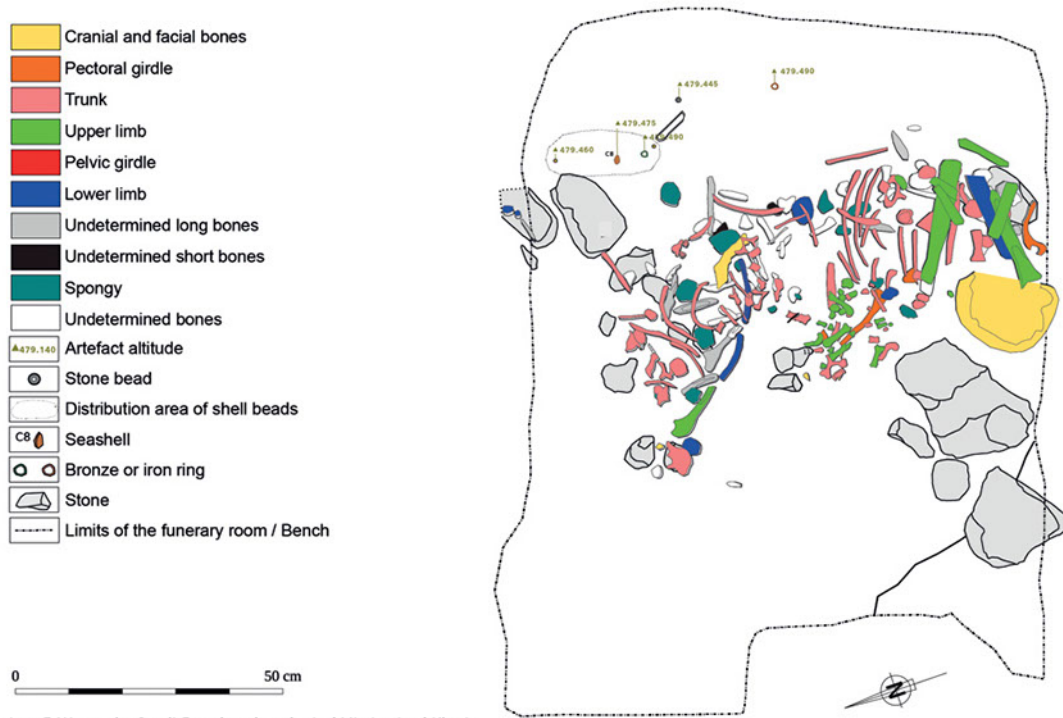 Cranial and facial bones
Pectoral girdle
Trunk
Upper limb
Pelvic girdle
Lower limb
Undetermined long bones
Undetermined short bones
Spongy
Undetermined bones
479.140 Artefact altitude
Stone bead
Distribution area of shell beads
C8 Seashell
Bronze or iron ring
Stone
Limits of the funerary room / Bench
0 50 cm
479.490
479.445
479.475
479.460
C8
N